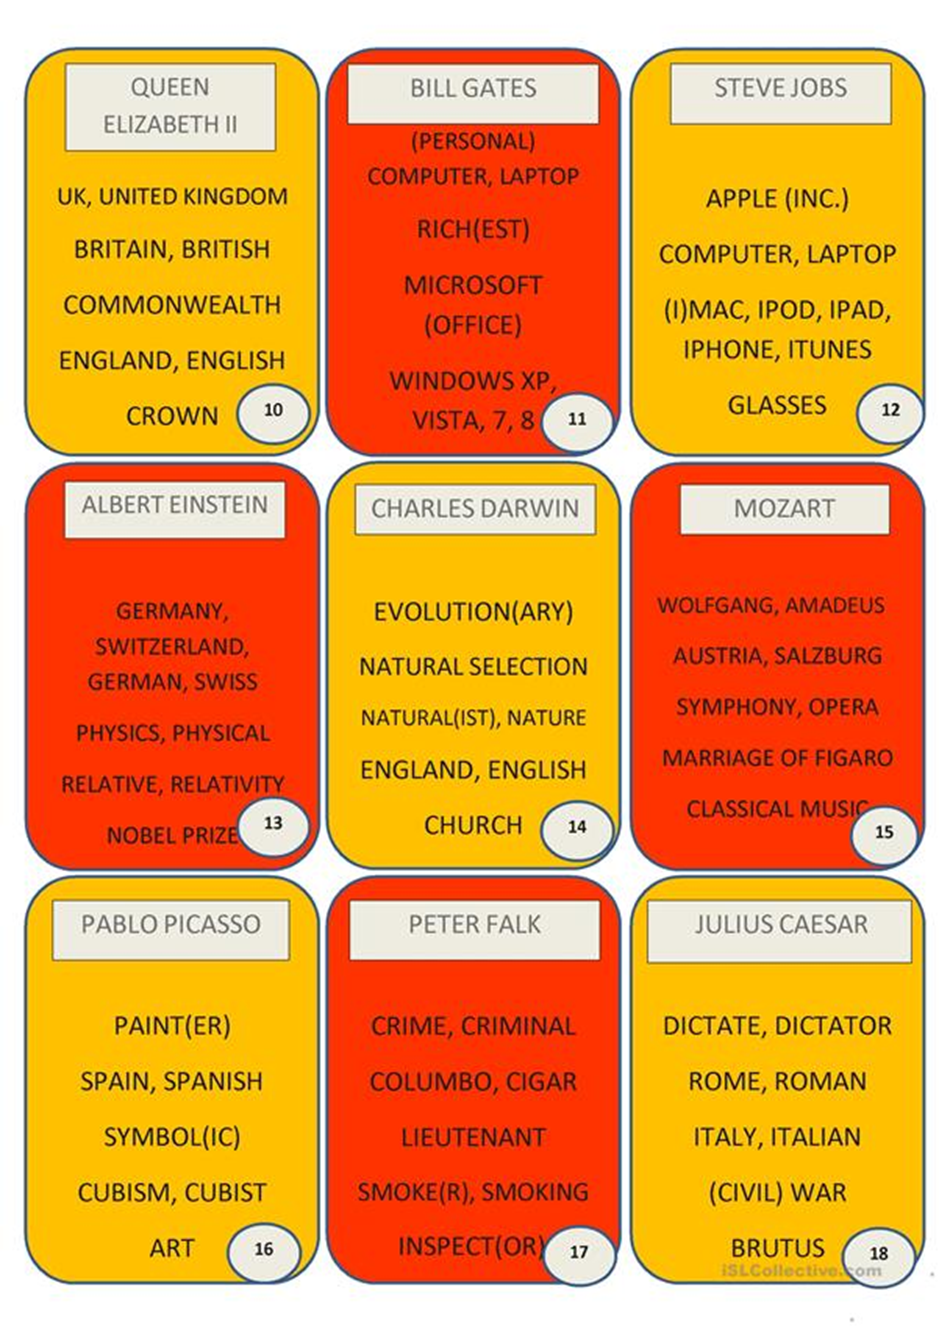 QUEEN
ELIZABETH II
UK, UNITED KINGDOM
BRITAIN, BRITISH
COMMONWEALTH
ENGLAND, ENGLISH
CROWN
10
BILL GATES
(PERSONAL)
COMPUTER, LAPTOP
RICH(EST)
MICROSOFT
(OFFICE)
WINDOWS XP,
VISTA, 7, 8
11
STEVE JOBS
APPLE (INC.)
COMPUTER, LAPTOP
(I)MAC, IPOD, IPAD,
IPHONE, ITUNES
GLASSES
12
ALBERT EINSTEIN
GERMANY,
SWITZERLAND,
GERMAN, SWISS
PHYSICS, PHYSICAL
RELATIVE, RELATIVITY
NOBEL PRIZE
13
CHARLES DARWIN
EVOLUTION(ARY)
NATURAL SELECTION
NATURAL(IST), NATURE
ENGLAND, ENGLISH
CHURCH
14
MOZART
WOLFGANG, AMADEUS
AUSTRIA, SALZBURG
SYMPHONY, OPERA
MARRIAGE OF FIGARO
CLASSICAL MUSIC
15
PABLO PICASSO
PAINT(ER)
SPAIN, SPANISH
SYMBOL(IC)
CUBISM, CUBIST
ART
16
PETER FALK
CRIME, CRIMINAL
COLUMBO, CIGAR
LIEUTENANT
SMOKE(R), SMOKING
INSPECT(OR)
17
JULIUS CAESAR
DICTATE, DICTATOR
ROME, ROMAN
ITALY, ITALIAN
(CIVIL) WAR
BRUTUS
18
iSLCollective.com